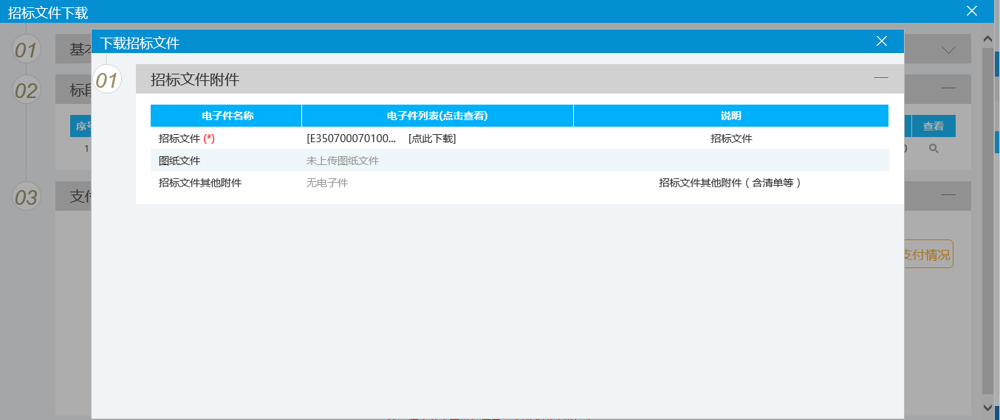 招标文件下载
01
基本
下载招标文件
01
招标文件附件
02
标段
电子件名称 电子件列表(点击查看) 说明
序号
查看
招标文件 (*) [E350700070100... [点此下载] 招标文件
1
图纸文件 未上传图纸文件
招标文件其他附件 无电子件 招标文件其他附件（含清单等）
03
支付
支付情况